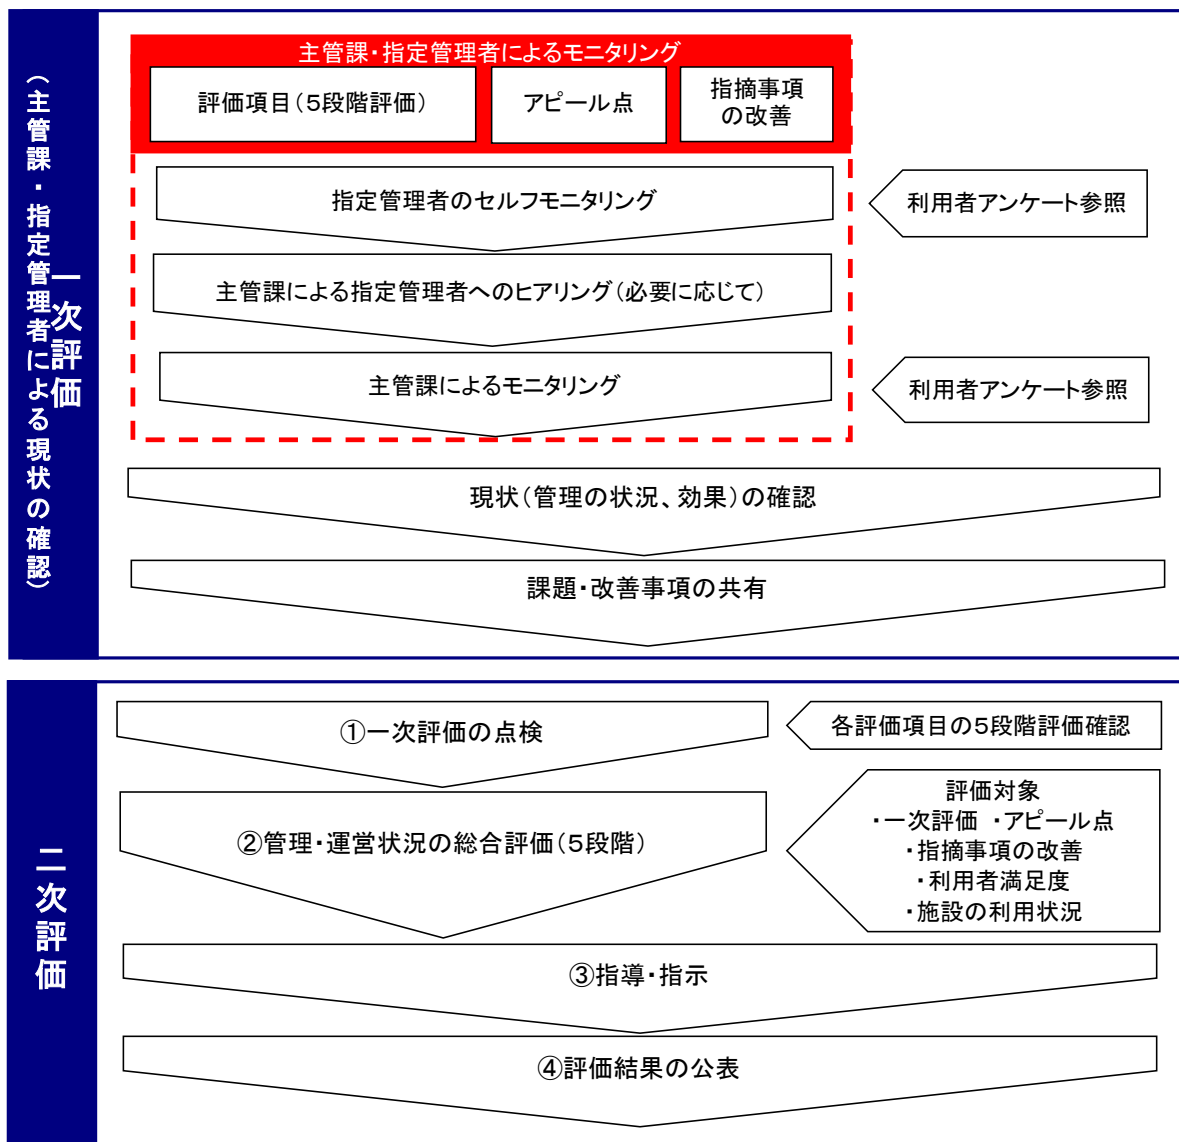 一次評価
（主管課・指定管理者による現状の確認）
主管課・指定管理者によるモニタリング
評価項目（５段階評価）
アピール点
指摘事項
の改善
指定管理者のセルフモニタリング
利用者アンケート参照
主管課による指定管理者へのヒアリング（必要に応じて）
主管課によるモニタリング
利用者アンケート参照
現状（管理の状況、効果）の確認
課題・改善事項の共有
二次評価
①一次評価の点検
各評価項目の５段階評価確認
②管理・運営状況の総合評価（５段階）
評価対象
・一次評価 ・アピール点
・指摘事項の改善
・利用者満足度
・施設の利用状況
③指導・指示
④評価結果の公表